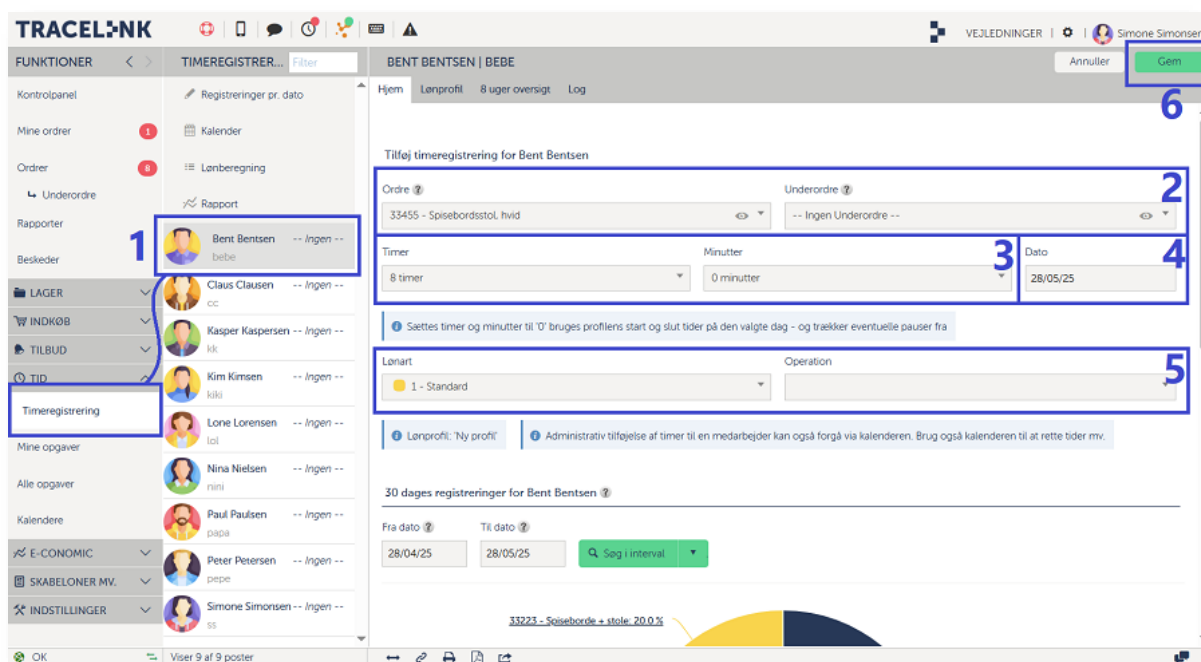 TRACELINK
VEJLEDNINGER
Simone Simonsen
FUNKTIONER
TIMEREGISTRER...
Filter
BENT BENTSEN | BEBE
Annuller
Gem
6
Kontrolpanel
Mine ordrer
1
Ordrer
8
Underordre
Rapporter
Beskeder
LAGER
INDKØB
TILBUD
TID
Timeregistrering
Mine opgaver
Alle opgaver
Kalendere
E-CONOMIC
SKABELONER MV.
INDSTILLINGER
OK
Registreringer pr. dato
Kalender
Lønberegning
Rapport
1
Bent Bentsen -- Ingen --
bebe
Claus Clausen -- Ingen --
cc
Kasper Kaspersen -- Ingen --
kk
Kim Kimsen -- Ingen --
kiki
Lone Lorensen -- Ingen --
lol
Nina Nielsen -- Ingen --
nini
Paul Paulsen -- Ingen --
papa
Peter Petersen -- Ingen --
pepe
Simone Simonsen -- Ingen --
ss
Viser 9 af 9 poster
Hjem Lønprofil 8 uger oversigt Log
Tilføj timeregistrering for Bent Bentsen
Ordre ? Underordre ? 2
33455 - Spisebordsstol, hvid -- Ingen Underordre --
Timer Minutter 3 Dato 4
8 timer 0 minutter 28/05/25
Sættes timer og minutter til '0' bruges profilens start og slut tider på den valgte dag - og trækker eventuelle pauser fra
Lønart Operation 5
1 - Standard
Lønprofil: 'Ny profil' Administrativ tilføjelse af timer til en medarbejder kan også forgå via kalenderen. Brug også kalenderen til at rette tider mv.
30 dages registreringer for Bent Bentsen ?
Fra dato ? Til dato ?
28/04/25 28/05/25 Søg i interval
33223 - Spiseborde + stole: 20.0 %